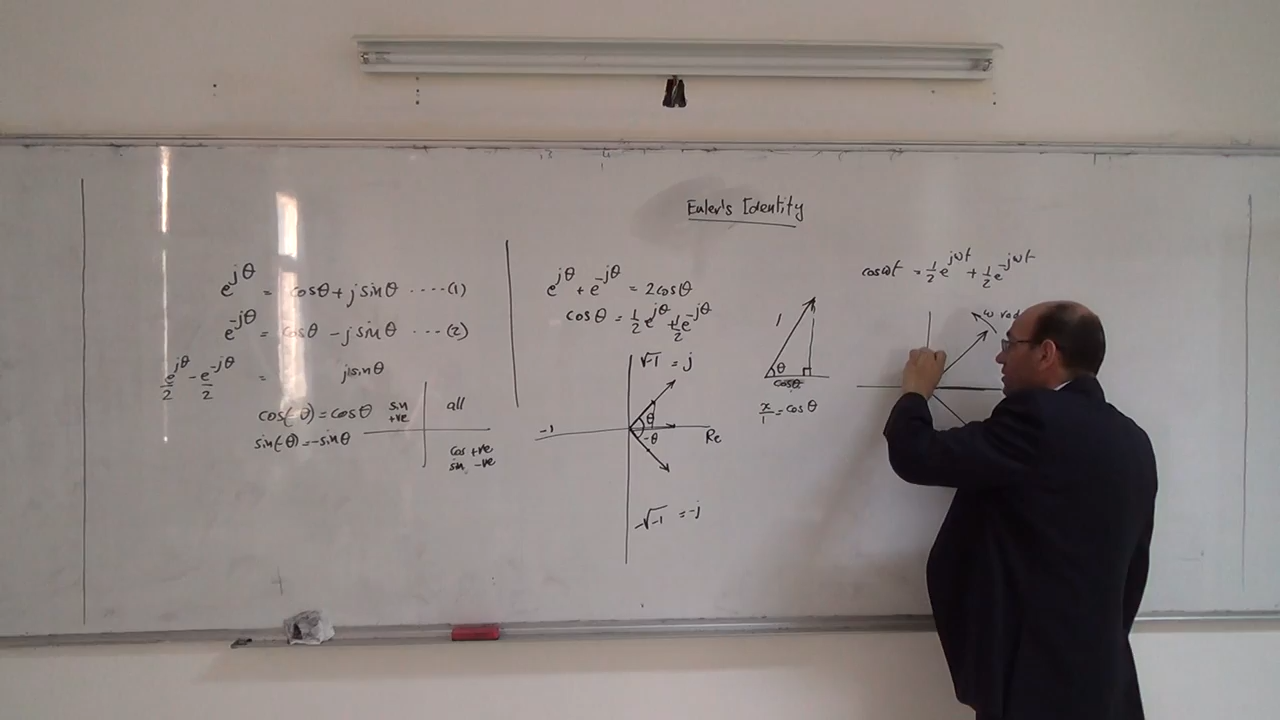 Euler's Identity
e^{jθ} = cosθ + j sinθ ····(1)
e^{-jθ} = cosθ - j sinθ ···(2)
e^{jθ}/2 - e^{-jθ}/2 = j sinθ
cos(-θ) = cosθ
sin(-θ) = -sinθ
sin
+ve
all
cos +ve
sin -ve
e^{jθ} + e^{-jθ} = 2cosθ
cosθ = 1/2 e^{jθ} + 1/2 e^{-jθ}
√-1 = j
-1
θ
-θ
Re
-√-1 = -j
1
θ
cosθ
x/1 = cosθ
cosωt = 1/2 e^{jωt} + 1/2 e^{-jωt}
ω rad